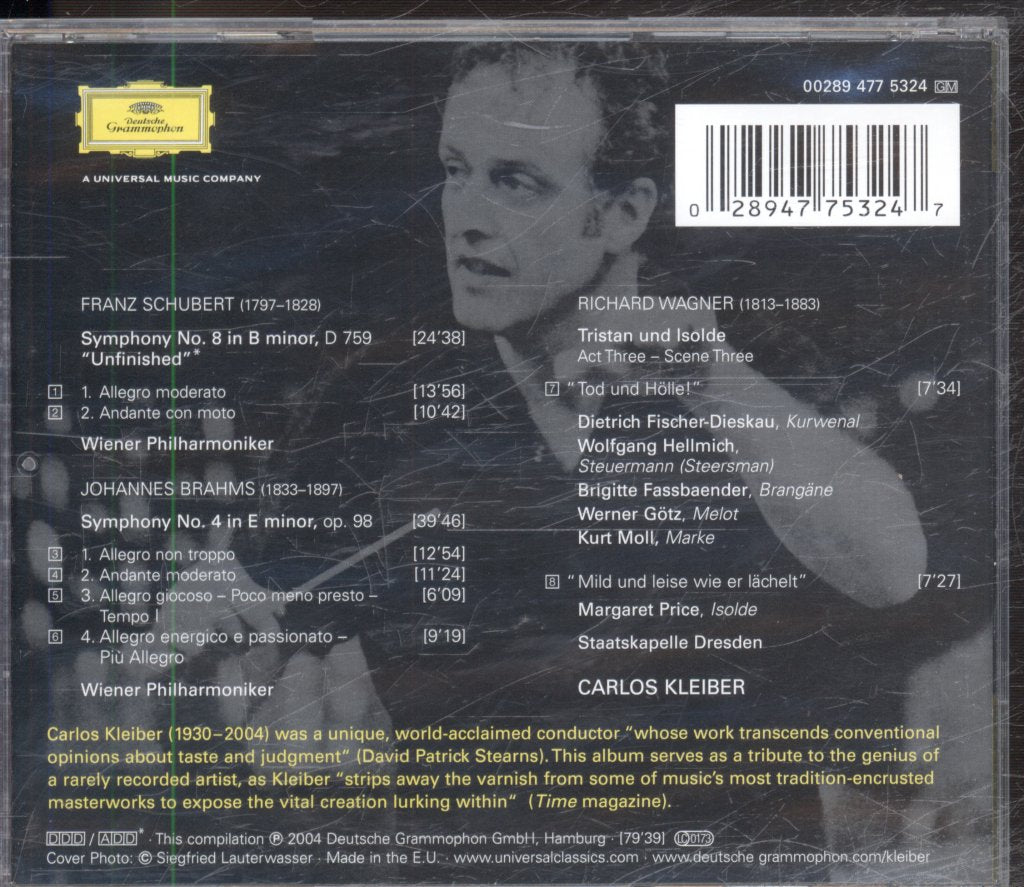 Deutsche
Grammophon
A UNIVERSAL MUSIC COMPANY
00289 477 5324 GM
0 28947 75324 7
FRANZ SCHUBERT (1797–1828)
Symphony No. 8 in B minor, D 759 [24'38]
"Unfinished"*
1 1. Allegro moderato [13'56]
2 2. Andante con moto [10'42]
Wiener Philharmoniker
JOHANNES BRAHMS (1833–1897)
Symphony No. 4 in E minor, op. 98 [39'46]
3 1. Allegro non troppo [12'54]
4 2. Andante moderato [11'24]
5 3. Allegro giocoso – Poco meno presto – [6'09]
Tempo I
6 4. Allegro energico e passionato – [9'19]
Più Allegro
Wiener Philharmoniker
RICHARD WAGNER (1813–1883)
Tristan und Isolde
Act Three – Scene Three
7 "Tod und Hölle!" [7'34]
Dietrich Fischer-Dieskau, Kurwenal
Wolfgang Hellmich,
Steuermann (Steersman)
Brigitte Fassbaender, Brangäne
Werner Götz, Melot
Kurt Moll, Marke
8 "Mild und leise wie er lächelt" [7'27]
Margaret Price, Isolde
Staatskapelle Dresden
CARLOS KLEIBER
Carlos Kleiber (1930–2004) was a unique, world-acclaimed conductor "whose work transcends conventional
opinions about taste and judgment" (David Patrick Stearns). This album serves as a tribute to the genius of
a rarely recorded artist, as Kleiber "strips away the varnish from some of music's most tradition-encrusted
masterworks to expose the vital creation lurking within" (Time magazine).
DDD / ADD* · This compilation ℗ 2004 Deutsche Grammophon GmbH, Hamburg · [79'39] LC 0173
Cover Photo: © Siegfried Lauterwasser · Made in the E.U. · www.universalclassics.com · www.deutsche grammophon.com/kleiber